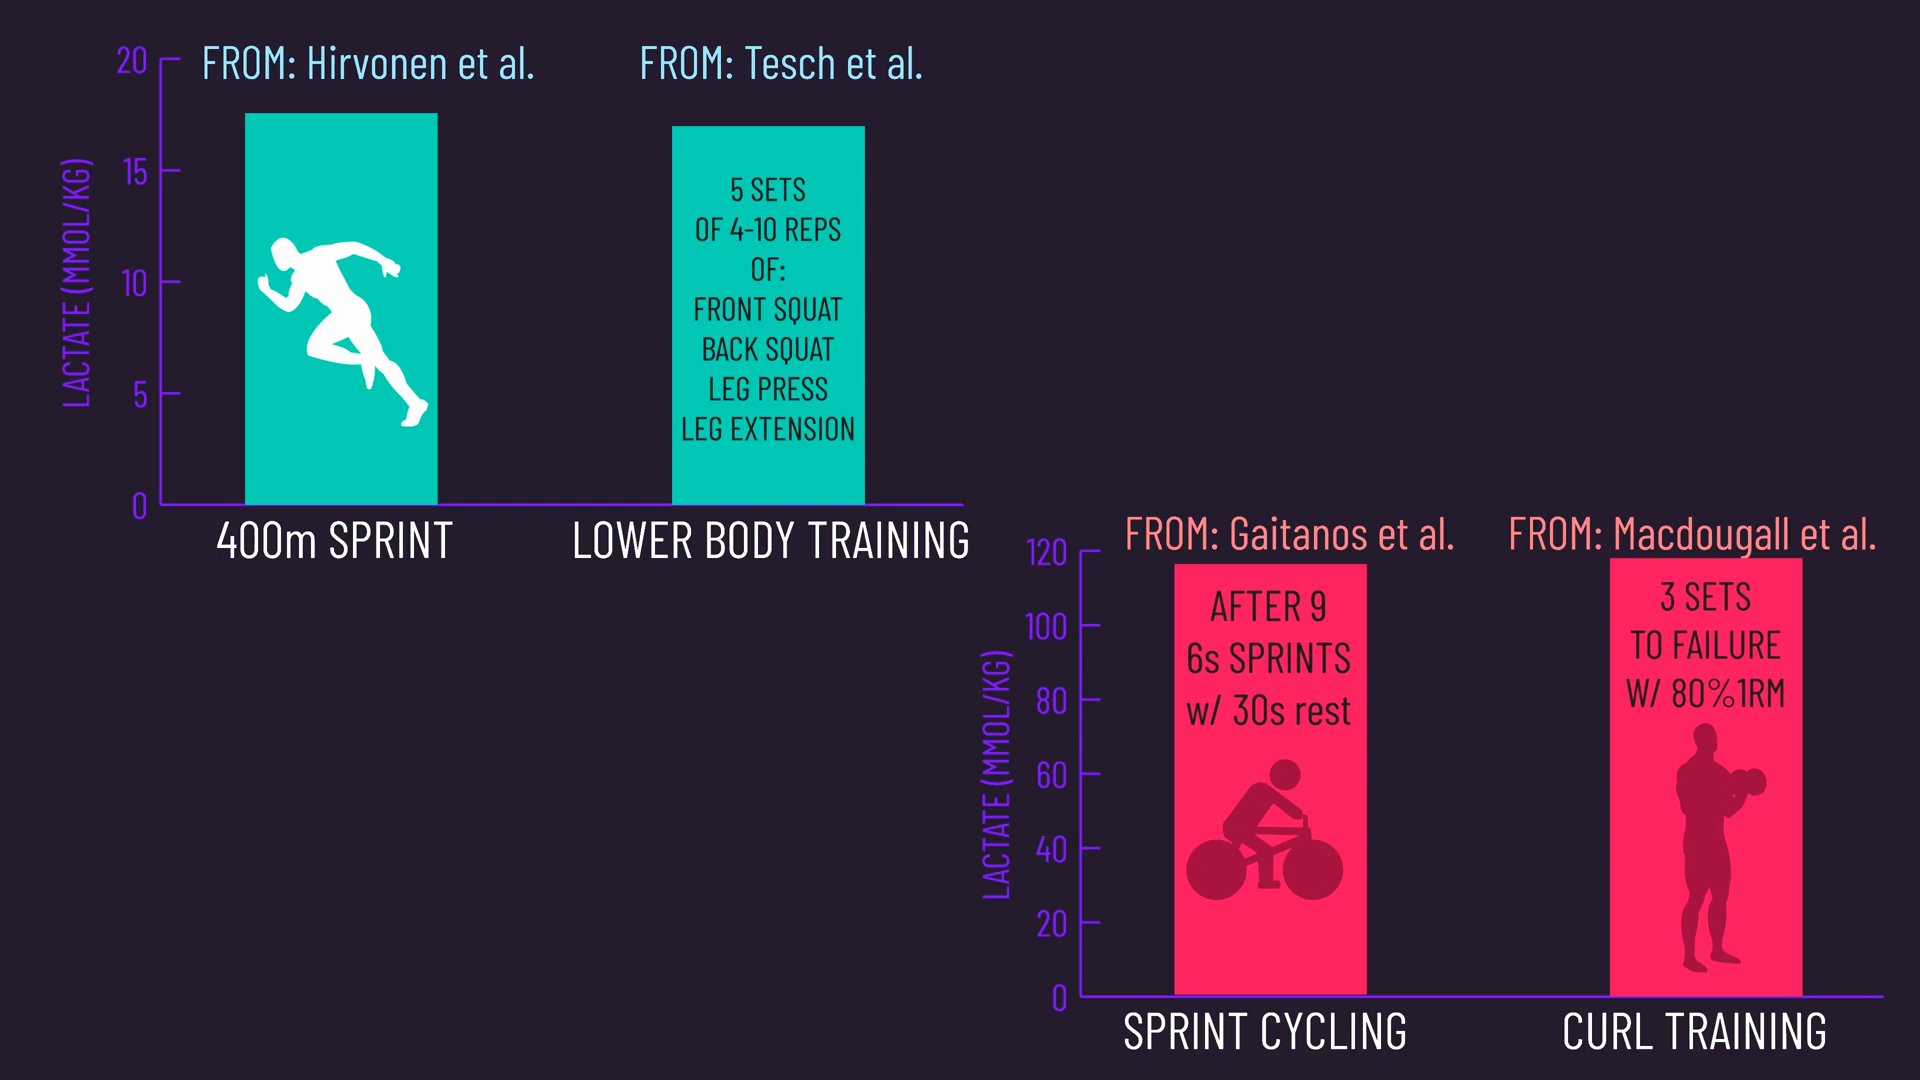 FROM: Hirvonen et al.
FROM: Tesch et al.
LACTATE (MMOL/KG)
20
15
10
5
0
5 SETS
OF 4-10 REPS
OF:
FRONT SQUAT
BACK SQUAT
LEG PRESS
LEG EXTENSION
400m SPRINT
LOWER BODY TRAINING
FROM: Gaitanos et al.
FROM: Macdougall et al.
LACTATE (MMOL/KG)
120
100
80
60
40
20
0
AFTER 9
6s SPRINTS
w/ 30s rest
3 SETS
TO FAILURE
W/ 80%1RM
SPRINT CYCLING
CURL TRAINING